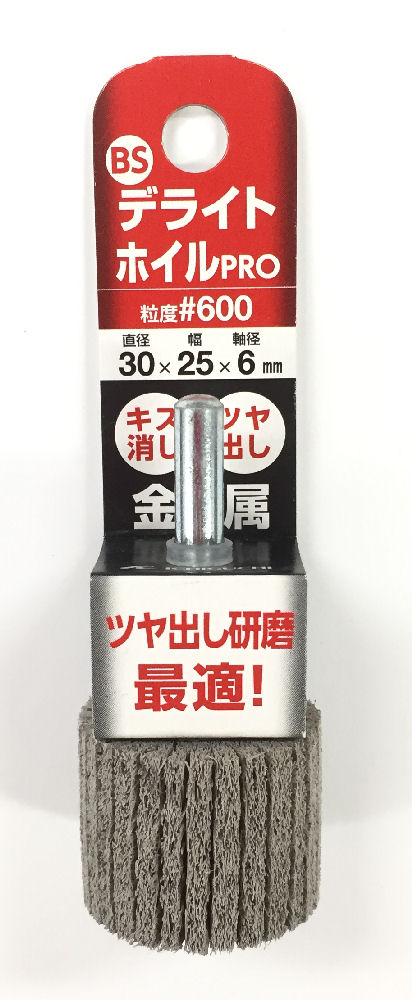 BS
デライト
ホイルPRO
粒度#600
直径 幅 軸径
30×25×6mm
キズ ツヤ
消し 出し
金属
ツヤ出し研磨
最適!